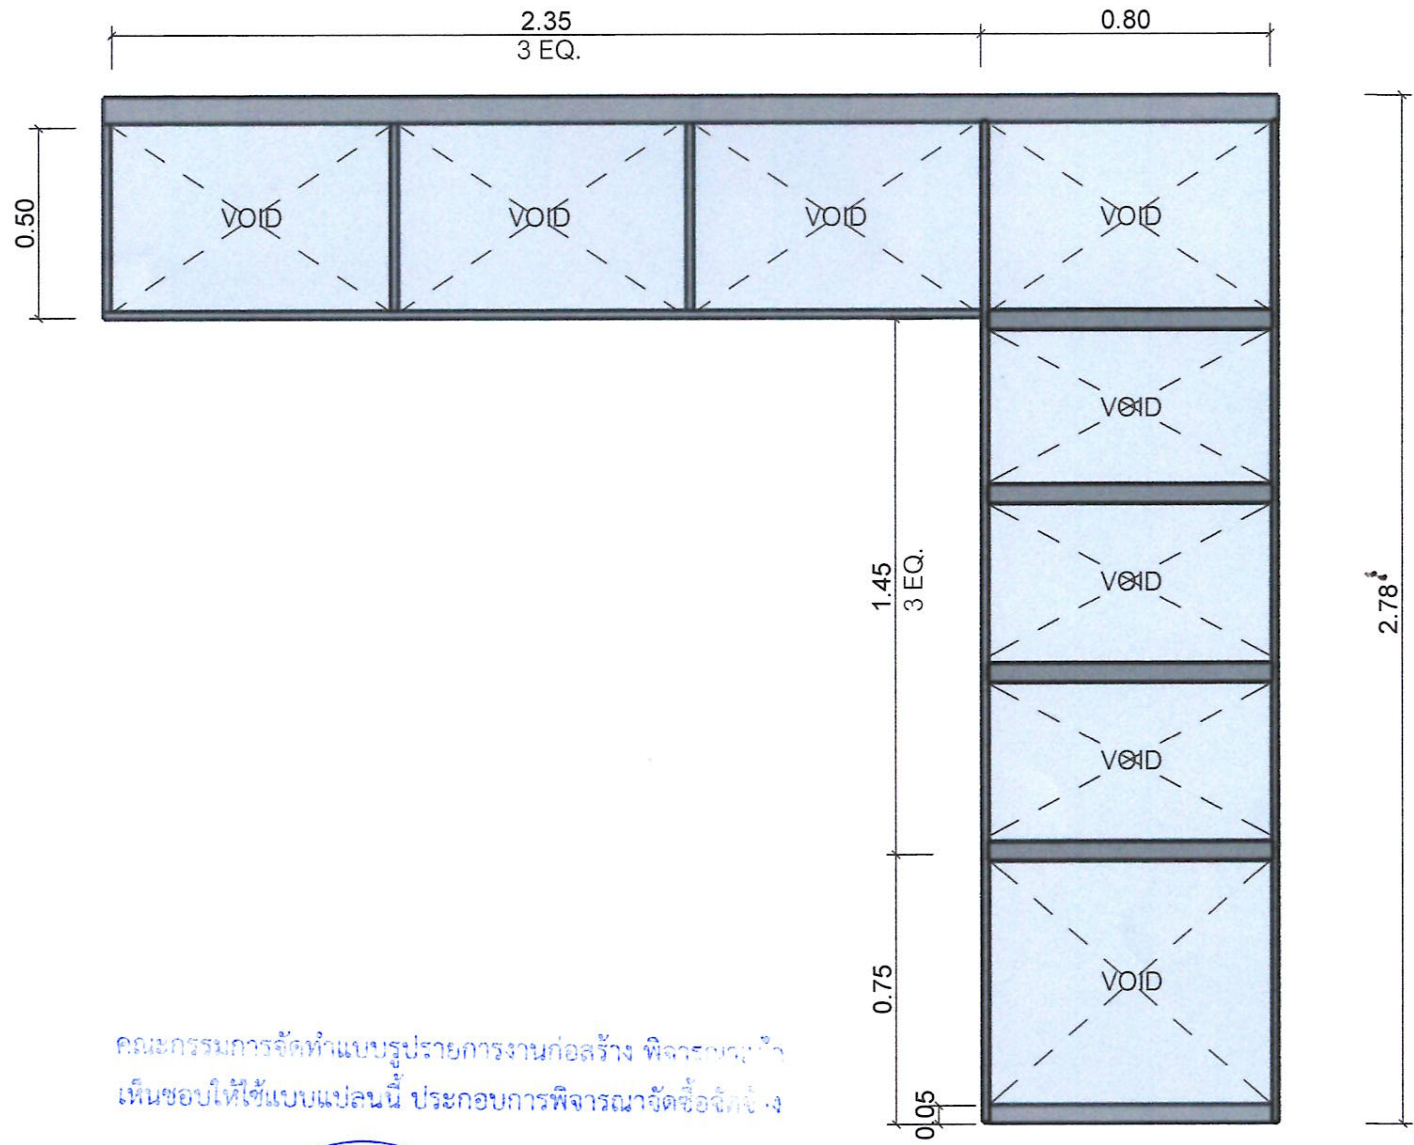 2.35
0.80
3 EQ.
VOID
VOID
VOID
VOID
0.50
VOID
VOID
1.45
3 EQ.
2.78
VOID
VOID
0.75
0.05
คณะกรรมการจัดทำแบบรูปรายการงานก่อสร้าง
เห็นชอบให้ใช้แบบแปลนนี้ ประกอบการพิจารณาจัดซื้อจัดจ้าง